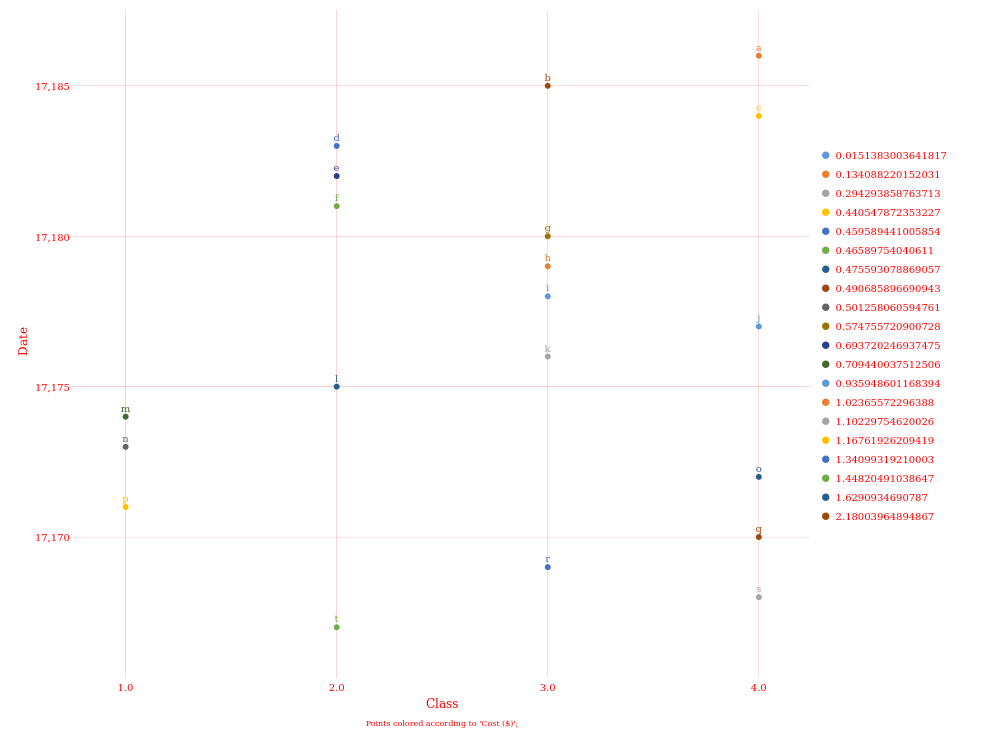 a
b
17,185
c
d
0.0151383003641817
e
0.134088220152031
0.294293858763713
f
0.440547872353227
g
0.459589441005854
17,180
0.46589754040611
h
0.475593078869057
i
0.490685896690943
0.501258060594761
j
0.574755720900728
Date
0.693720246937475
k
0.709440037512506
l
0.935948601168394
17,175
1.02365572296388
m
1.10229754620026
n
1.16761926209419
1.34099319210003
o
1.44820491038647
p
1.6290934690787
2.18003964894867
q
17,170
r
s
t
1.0 2.0 3.0 4.0
Class
Points colored according to 'Cost ($)';